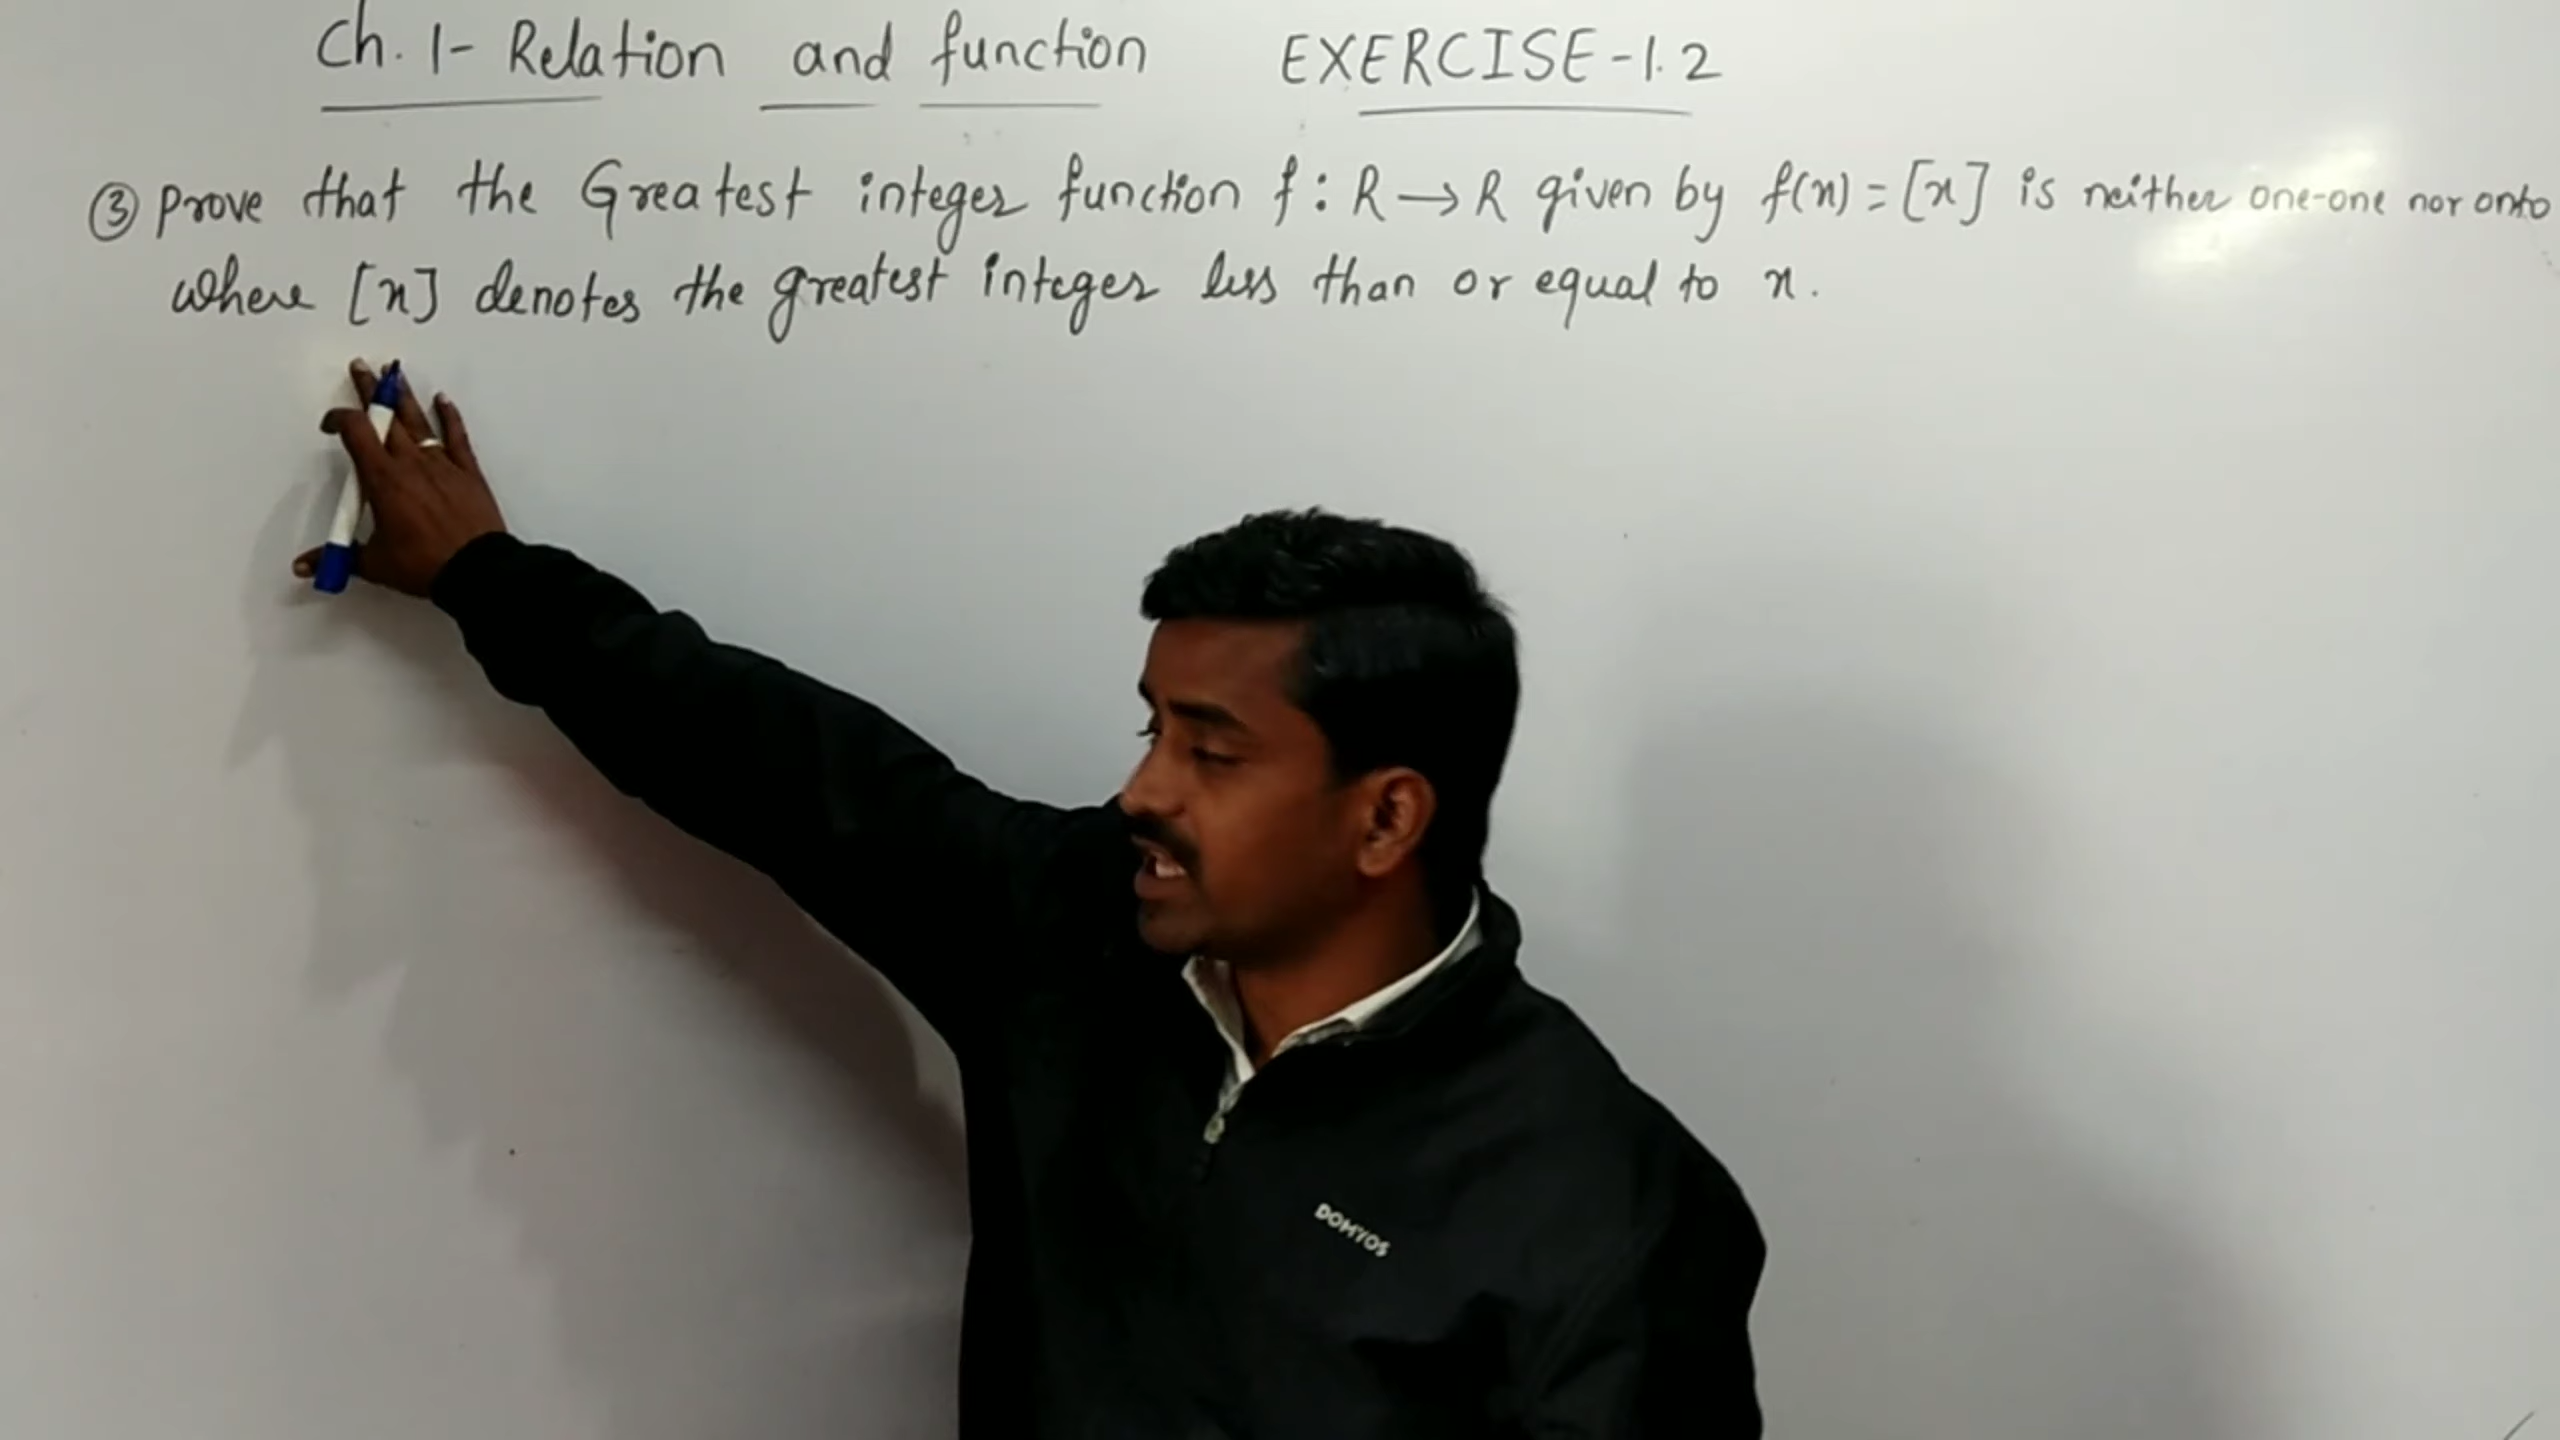 Ch. 1- Relation and function EXERCISE-1.2
③ Prove that the Greatest integer function f : R → R given by f(x) = [x] is neither one-one nor onto
where [x] denotes the greatest integer less than or equal to x.
DOMYOS